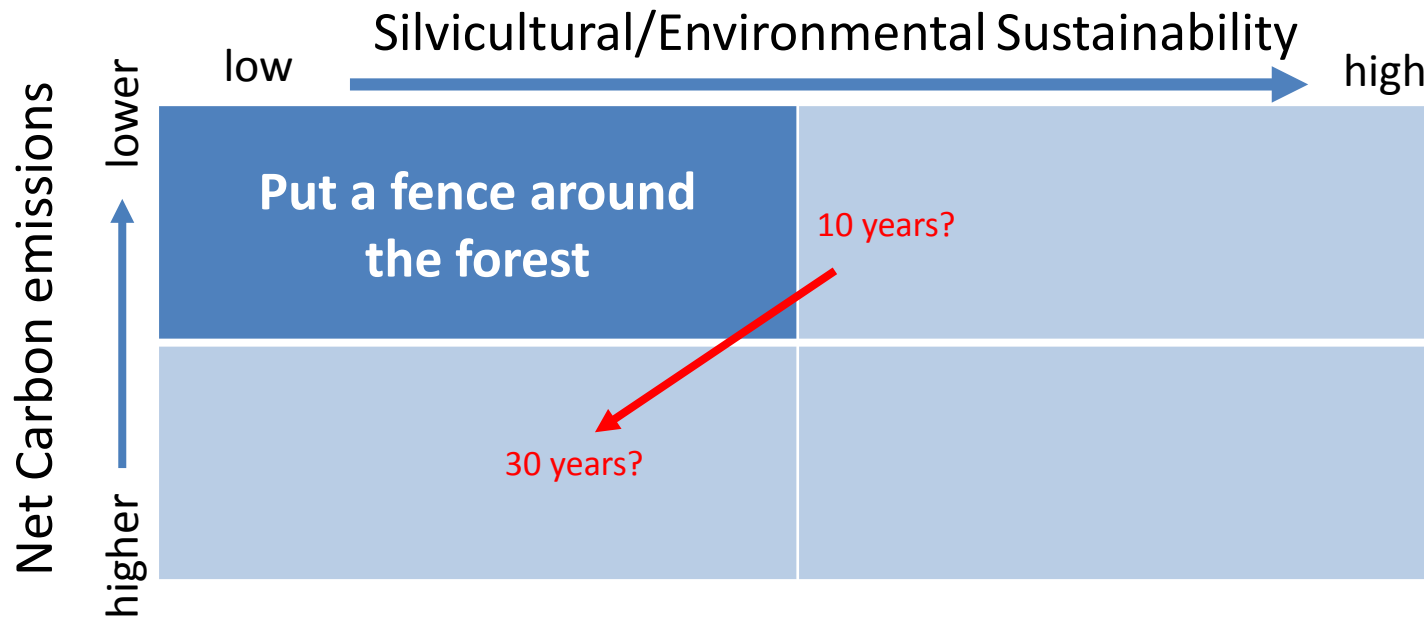 Silvicultural/Environmental Sustainability
low
high
Net Carbon emissions
lower
higher
Put a fence around
the forest
10 years?
30 years?